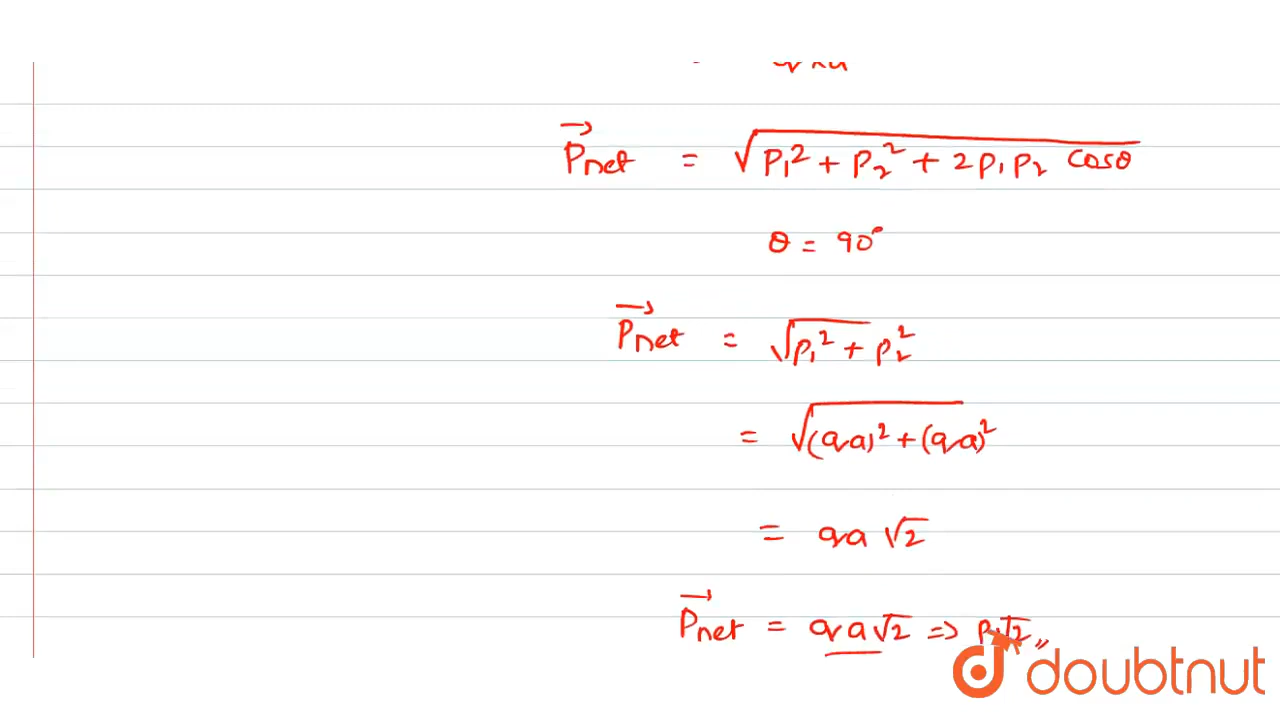 P⃗net = √(P₁² + P₂² + 2P₁P₂ cosθ)
θ = 90°
P⃗net = √(P₁² + P₂²)
= √((qa)² + (qa)²)
= qa √2
P⃗net = qa√2 ⇒ P√2 ,,
doubtnut